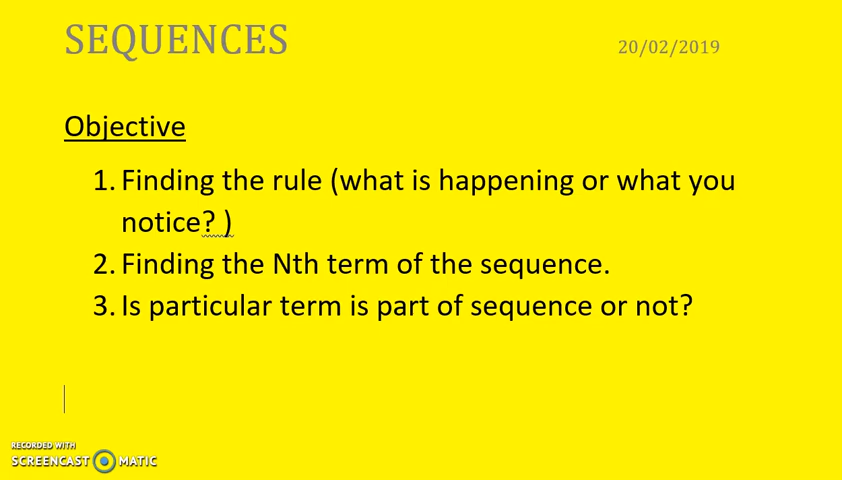 SEQUENCES
20/02/2019
Objective
1. Finding the rule (what is happening or what you
notice? )
2. Finding the Nth term of the sequence.
3. Is particular term is part of sequence or not?
RECORDED WITH
SCREENCAST MATIC